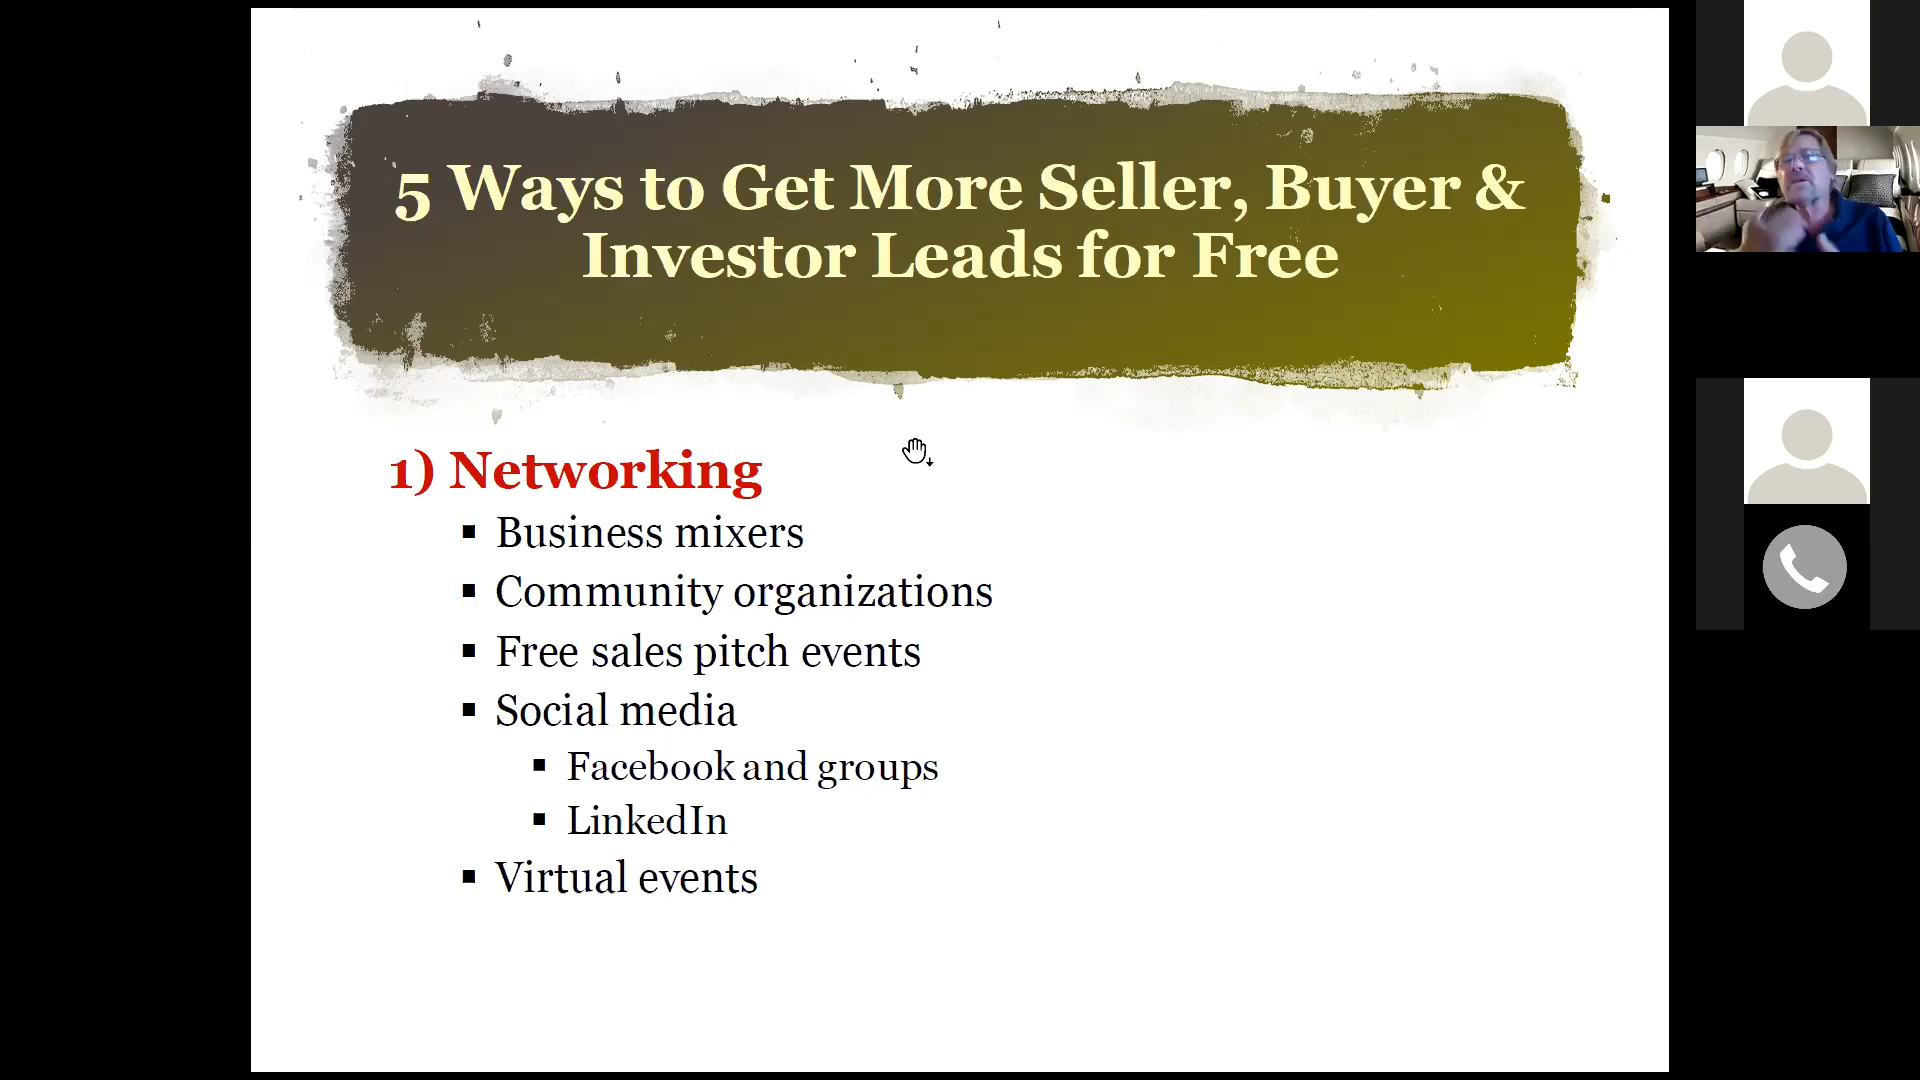 5 Ways to Get More Seller, Buyer &
Investor Leads for Free
1) Networking
▪ Business mixers
▪ Community organizations
▪ Free sales pitch events
▪ Social media
▪ Facebook and groups
▪ LinkedIn
▪ Virtual events